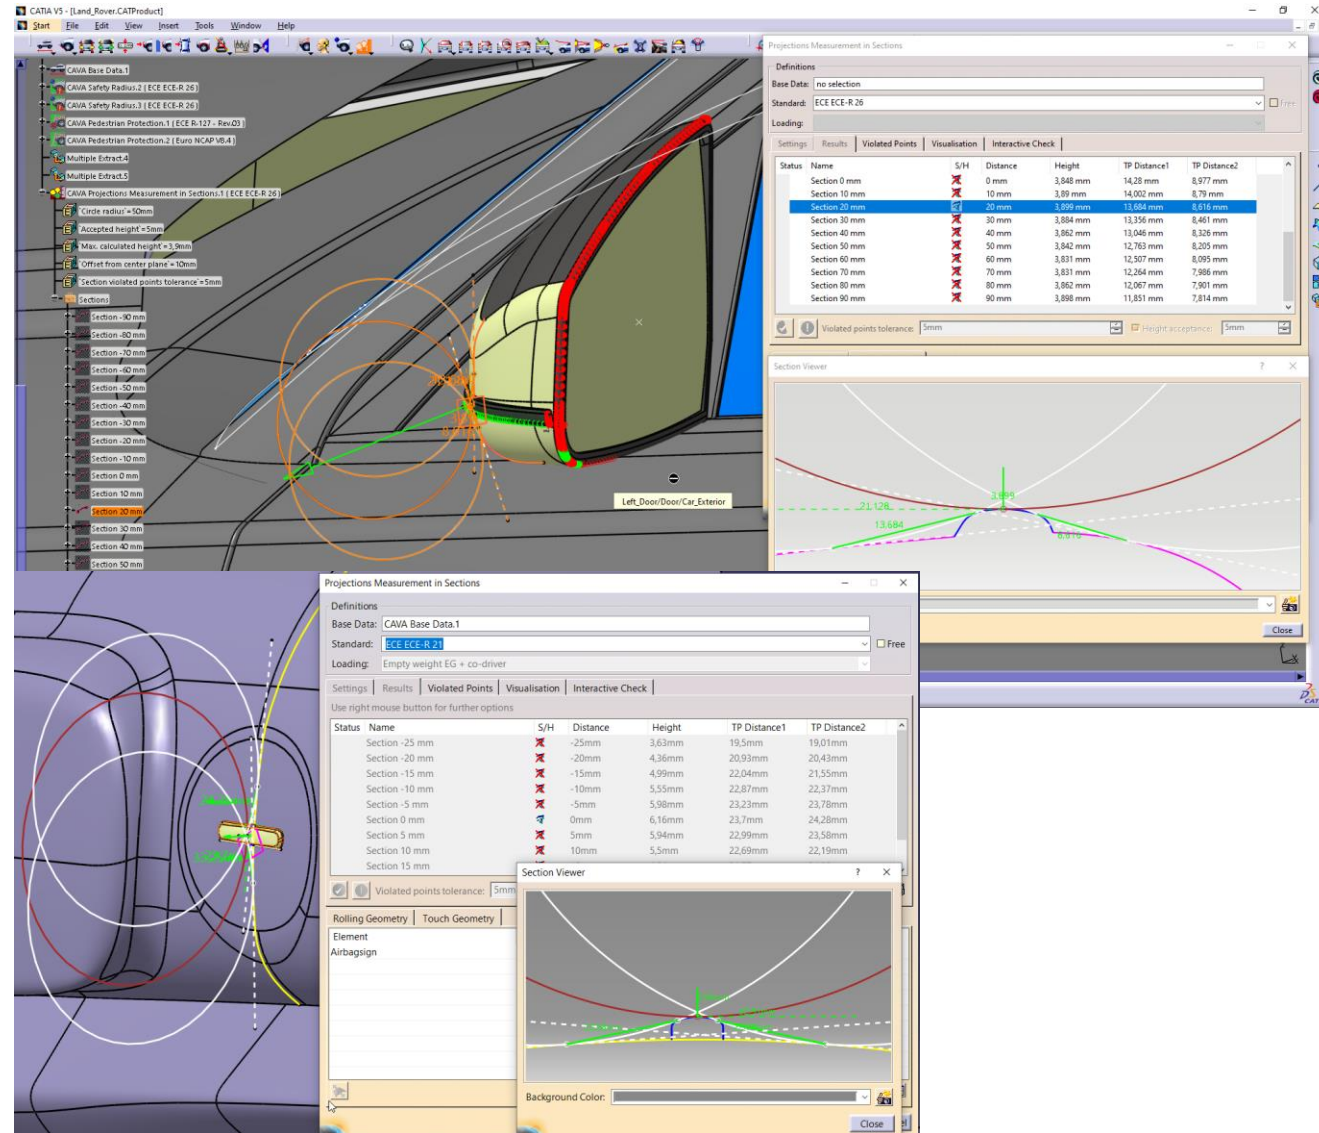 CATIA V5 - [Land_Rover.CATProduct]
Start File Edit View Insert Tools Window Help
CAVA Base Data.1
CAVA Safety Radius.2 ( ECE ECE-R 26 )
CAVA Safety Radius.3 ( ECE ECE-R 26 )
CAVA Pedestrian Protection.1 ( ECE R-127 - Rev.03 )
CAVA Pedestrian Protection.2 ( Euro NCAP V8.4 )
Multiple Extract.4
Multiple Extract.5
CAVA Projections Measurement in Sections.1 ( ECE ECE-R 26 )
`Circle radius`=50mm
`Accepted height`=5mm
`Max. calculated height`=3,9mm
`Offset from center plane`=10mm
`Section violated points tolerance`=5mm
Sections
Section -90 mm
Section -80 mm
Section -70 mm
Section -60 mm
Section -50 mm
Section -40 mm
Section -30 mm
Section -20 mm
Section -10 mm
Section 0 mm
Section 10 mm
Section 20 mm
Section 30 mm
Section 40 mm
Section 50 mm
Left_Door/Door/Car_Exterior
Projections Measurement in Sections
Definitions
Base Data: no selection
Standard: ECE ECE-R 26 Free
Loading:
Settings Results Violated Points Visualisation Interactive Check
Status Name S/H Distance Height TP Distance1 TP Distance2
Section 0 mm 0 mm 3,848 mm 14,28 mm 8,977 mm
Section 10 mm 10 mm 3,89 mm 14,002 mm 8,79 mm
Section 20 mm 20 mm 3,899 mm 13,684 mm 8,616 mm
Section 30 mm 30 mm 3,884 mm 13,356 mm 8,461 mm
Section 40 mm 40 mm 3,862 mm 13,046 mm 8,326 mm
Section 50 mm 50 mm 3,842 mm 12,763 mm 8,205 mm
Section 60 mm 60 mm 3,831 mm 12,507 mm 8,095 mm
Section 70 mm 70 mm 3,831 mm 12,264 mm 7,986 mm
Section 80 mm 80 mm 3,862 mm 12,067 mm 7,901 mm
Section 90 mm 90 mm 3,898 mm 11,851 mm 7,814 mm
Violated points tolerance: 5mm Height acceptance: 5mm
Section Viewer
3,899
21,128
13,684
8,616
Close
Projections Measurement in Sections
Definitions
Base Data: CAVA Base Data.1
Standard: ECE ECE-R 21 Free
Loading: Empty weight EG + co-driver
Settings Results Violated Points Visualisation Interactive Check
Use right mouse button for further options
Status Name S/H Distance Height TP Distance1 TP Distance2
Section -25 mm -25mm 3,63mm 19,5mm 19,01mm
Section -20 mm -20mm 4,36mm 20,93mm 20,43mm
Section -15 mm -15mm 4,99mm 22,04mm 21,55mm
Section -10 mm -10mm 5,55mm 22,87mm 22,37mm
Section -5 mm -5mm 5,98mm 23,23mm 23,78mm
Section 0 mm 0mm 6,16mm 23,7mm 24,28mm
Section 5 mm 5mm 5,94mm 22,99mm 23,58mm
Section 10 mm 10mm 5,5mm 22,69mm 22,19mm
Section 15 mm
Violated points tolerance: 5mm
Rolling Geometry Touch Geometry
Element
Airbagsign
Section Viewer
Background Color:
Close